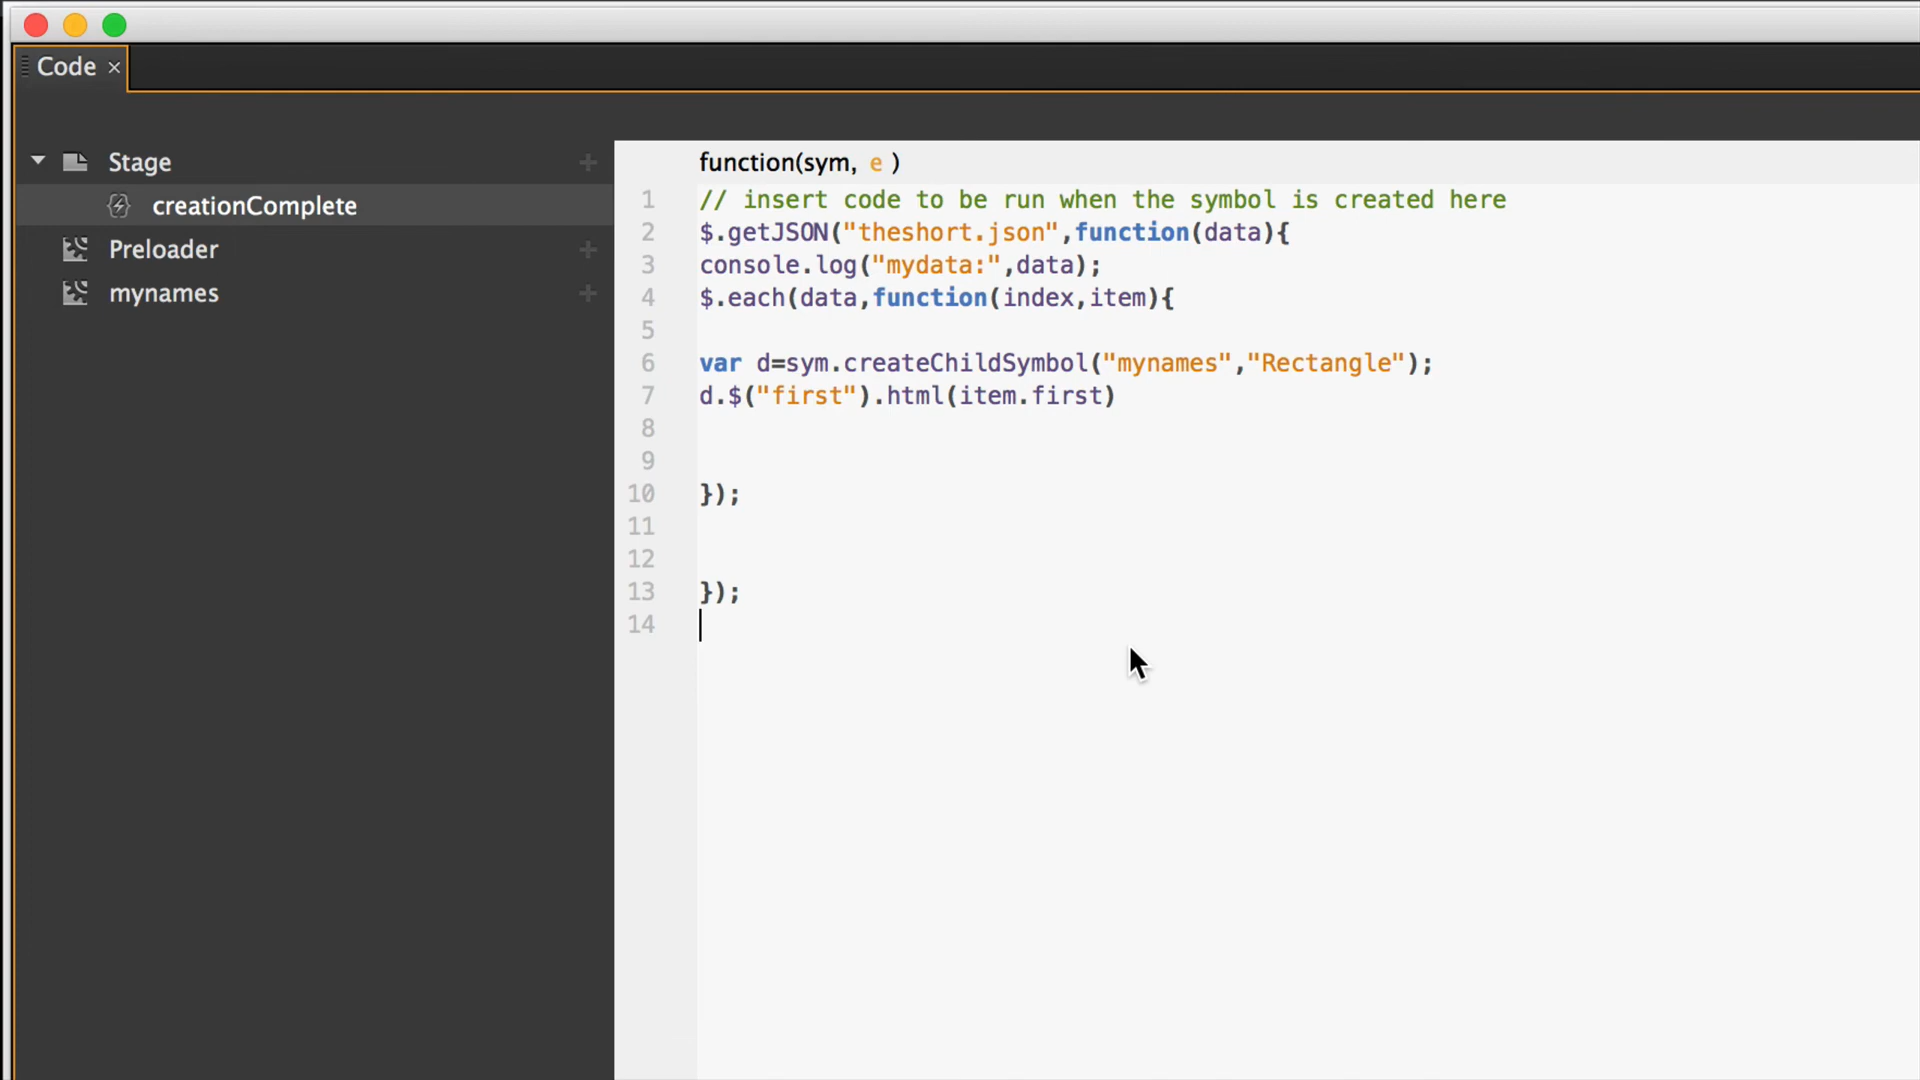 Code ×
Stage +
creationComplete
Preloader +
mynames +
function(sym, e )
1 // insert code to be run when the symbol is created here
2 $.getJSON("theshort.json",function(data){
3 console.log("mydata:",data);
4 $.each(data,function(index,item){
5
6 var d=sym.createChildSymbol("mynames","Rectangle");
7 d.$("first").html(item.first)
8
9
10 });
11
12
13 });
14